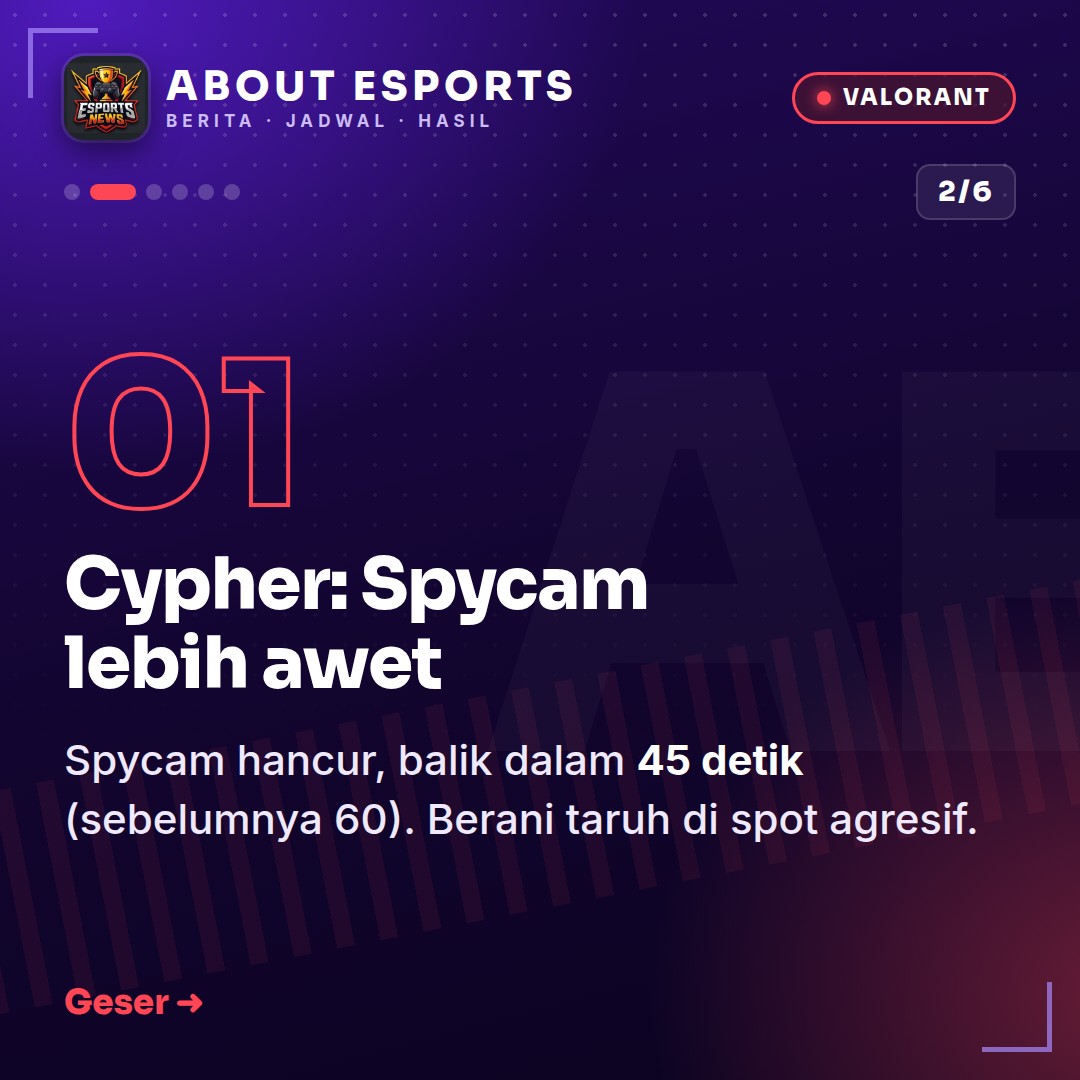 ESPORTS
NEWS
ABOUT ESPORTS
BERITA · JADWAL · HASIL
VALORANT
2/6
01
Cypher: Spycam
lebih awet
Spycam hancur, balik dalam 45 detik
(sebelumnya 60). Berani taruh di spot agresif.
Geser ➜